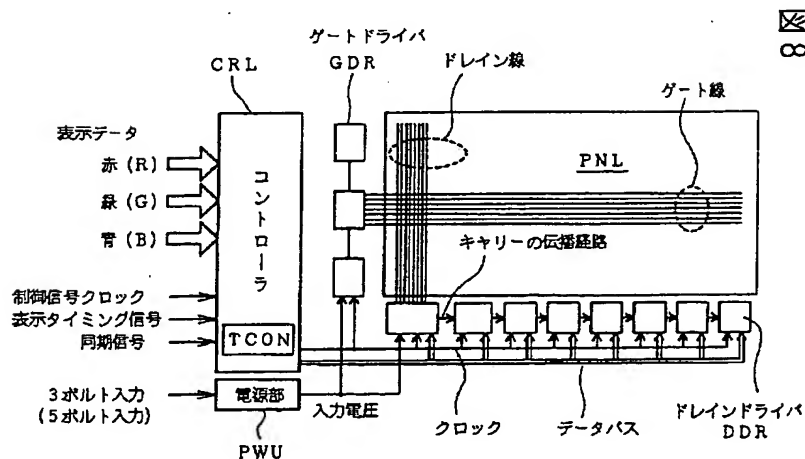 図
8
ゲートドライバ
GDR
CRL
ドレイン線
ゲート線
表示データ
赤(R)
緑(G)
青(B)
コントローラ
PNL
キャリーの伝播経路
制御信号クロック
表示タイミング信号
同期信号
TCON
3ボルト入力
(5ボルト入力)
電源部
入力電圧
PWU
クロック
データバス
ドレインドライバ
DDR